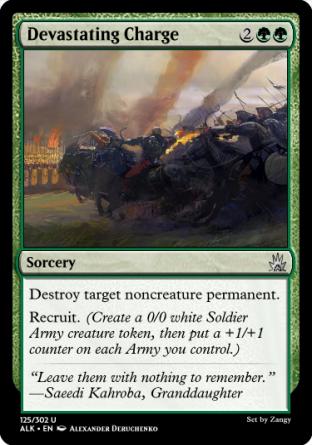 Devastating Charge 2
Sorcery
Destroy target noncreature permanent.
Recruit. (Create a 0/0 white Soldier
Army creature token, then put a +1/+1
counter on each Army you control.)
“Leave them with nothing to remember.”
—Saeedi Kahroba, Granddaughter
125/302 U
Set by Zangy
ALK • EN Alexander Deruchenko